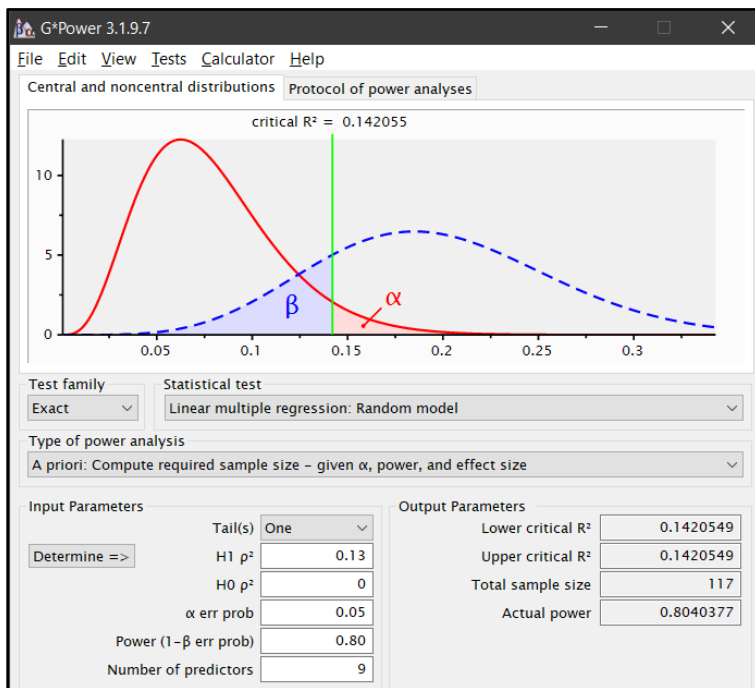 G*Power 3.1.9.7
File Edit View Tests Calculator Help
Central and noncentral distributions Protocol of power analyses
critical R² = 0.142055
10
5
0
β
α
0.05 0.1 0.15 0.2 0.25 0.3
Test family Statistical test
Exact Linear multiple regression: Random model
Type of power analysis
A priori: Compute required sample size - given α, power, and effect size
Input Parameters Output Parameters
Tail(s) One Lower critical R² 0.1420549
Determine => H1 ρ² 0.13 Upper critical R² 0.1420549
H0 ρ² 0 Total sample size 117
α err prob 0.05 Actual power 0.8040377
Power (1-β err prob) 0.80
Number of predictors 9